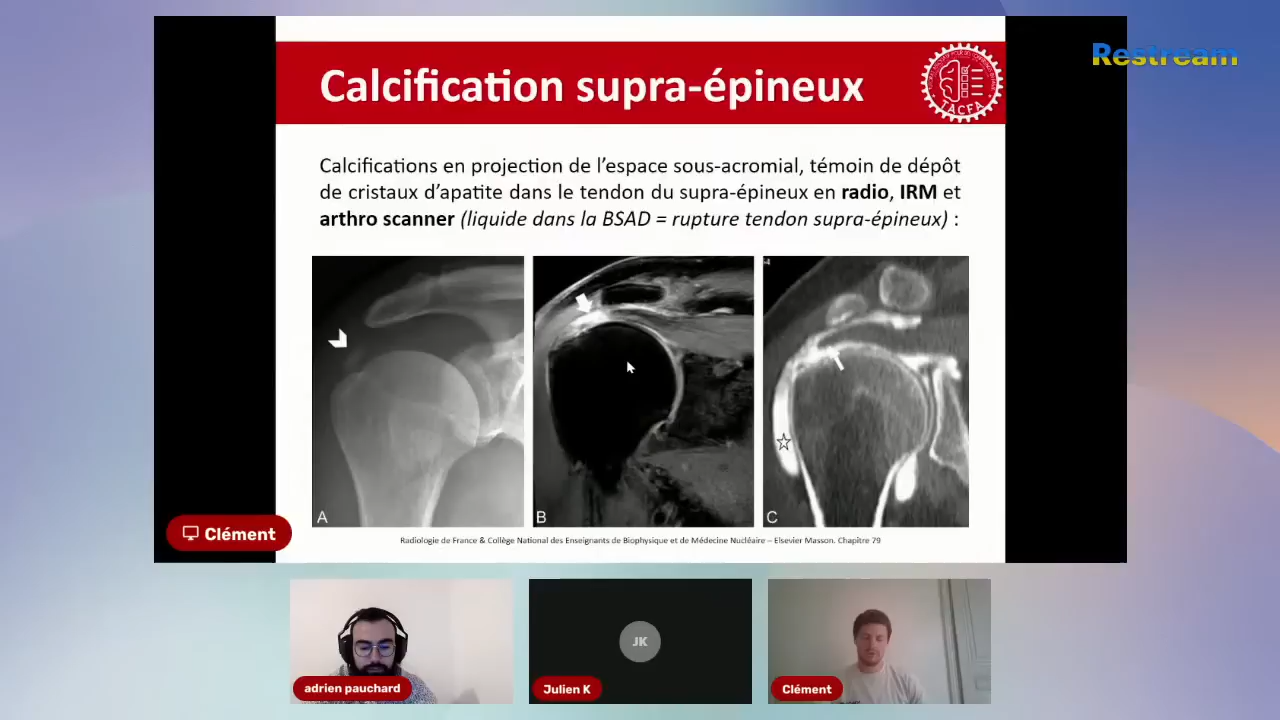 Restream
Calcification supra-épineux
TACFA
Calcifications en projection de l'espace sous-acromial, témoin de dépôt
de cristaux d'apatite dans le tendon du supra-épineux en radio, IRM et
arthro scanner (liquide dans la BSAD = rupture tendon supra-épineux) :
A
B
C
Radiologie de France & Collège National des Enseignants de Biophysique et de Médecine Nucléaire – Elsevier Masson. Chapître 79
Clément
adrien pauchard
JK
Julien K
Clément